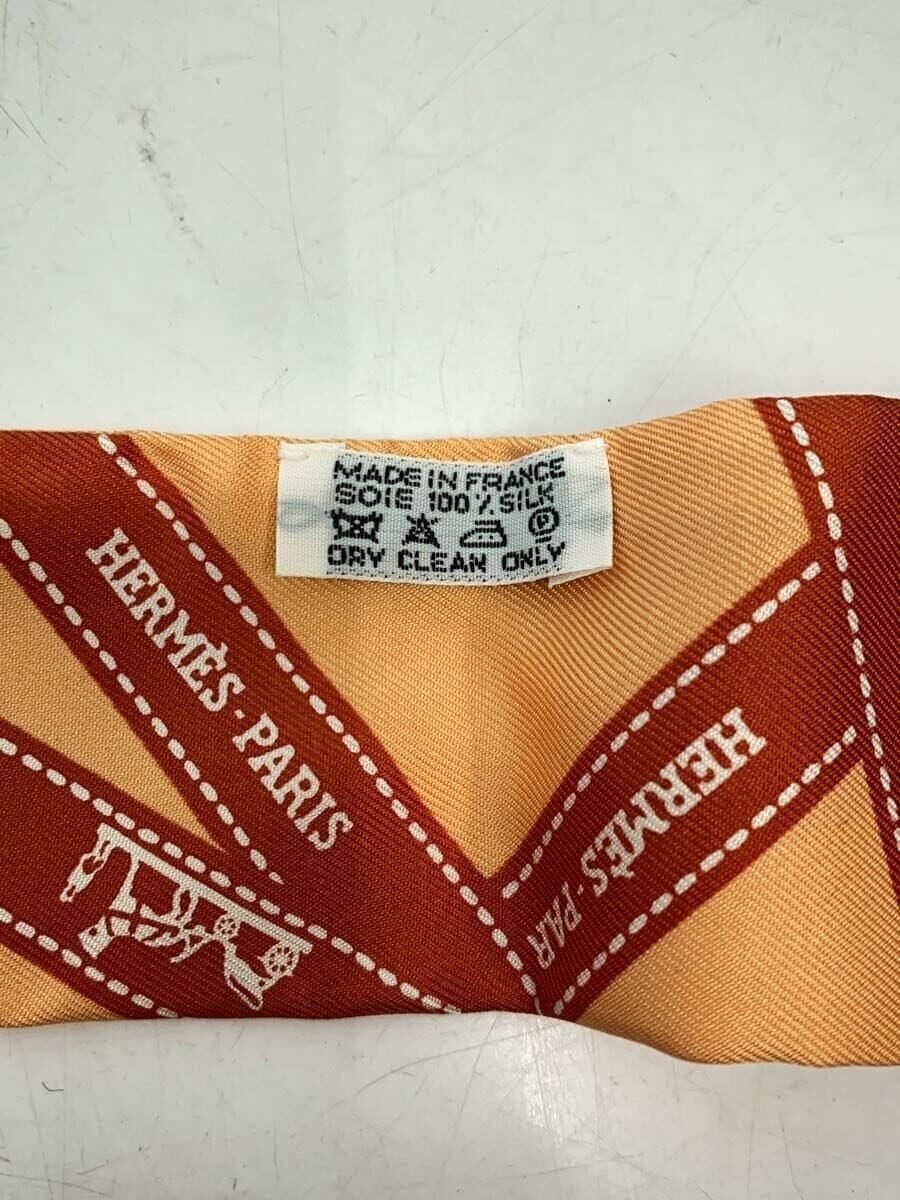 MADE IN FRANCE
SOIE 100 % SILK
P
DRY CLEAN ONLY
HERMÈS-PARIS
HERMÈS-PAR